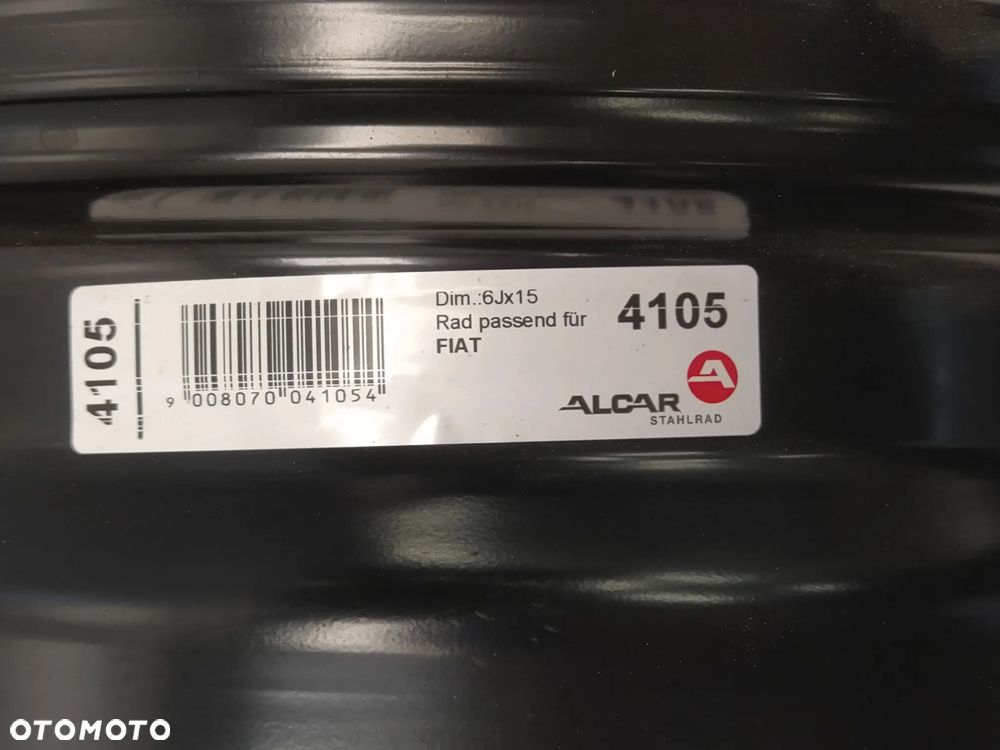 4105
9 008070 041054
Dim.:6Jx15
Rad passend für
FIAT
4105
ALCAR
STAHLRAD
OTOMOTO